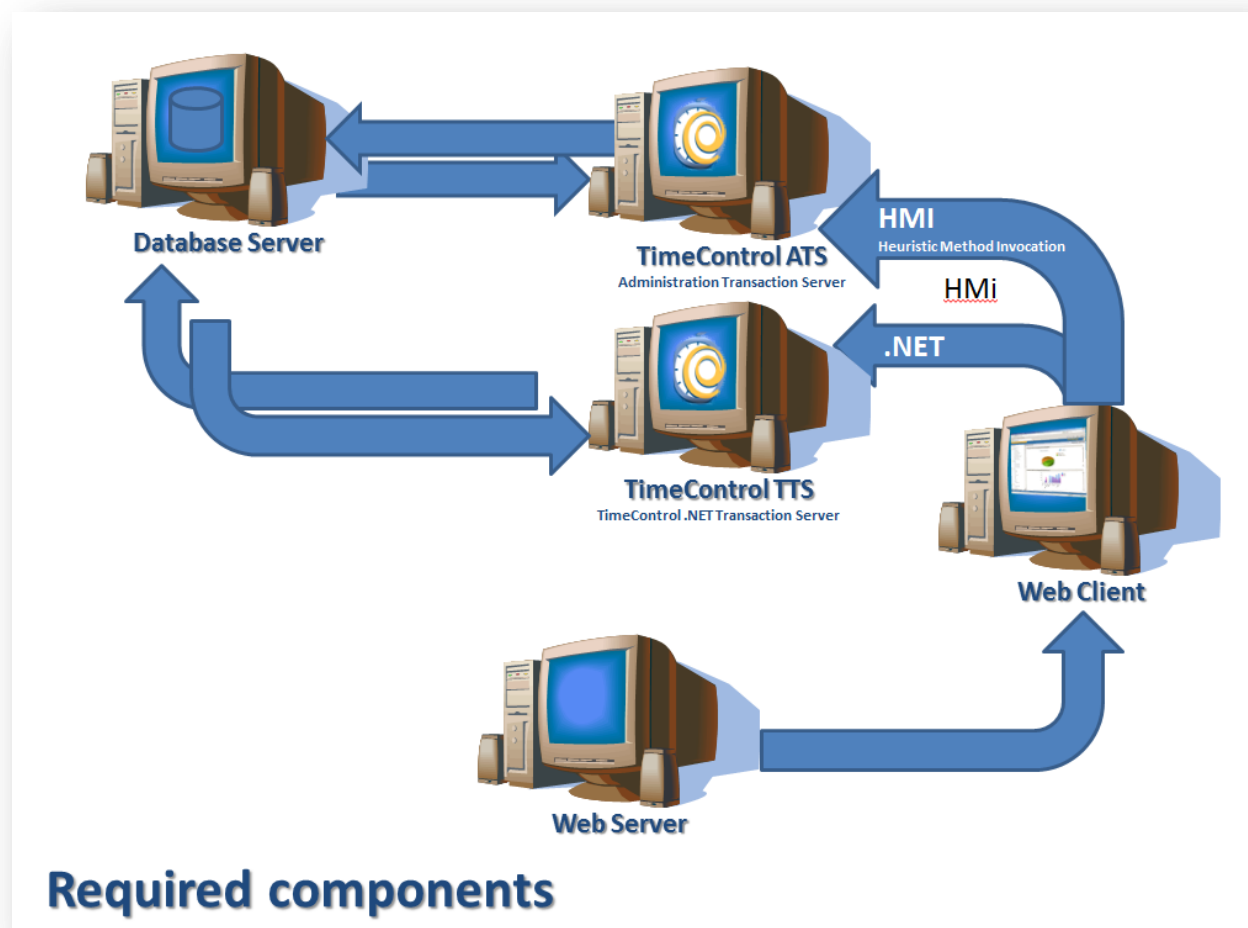 Database Server
TimeControl ATS
Administration Transaction Server
HMI
Heuristic Method Invocation
HMi
.NET
TimeControl TTS
TimeControl .NET Transaction Server
Web Client
Web Server
Required components